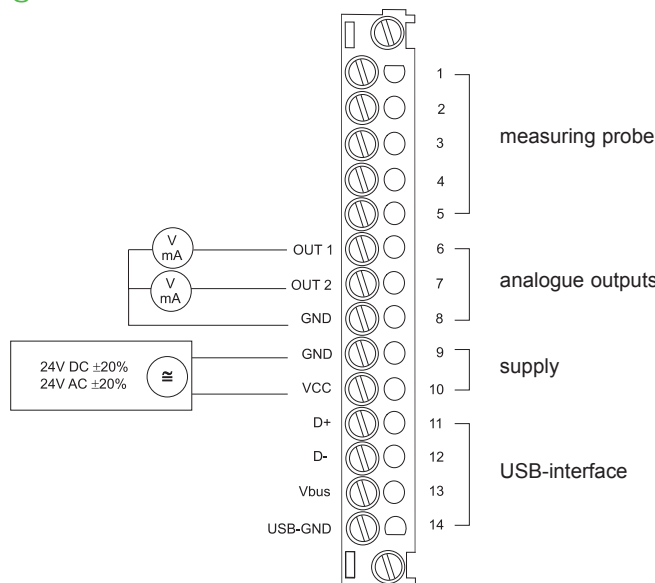 1
2
3
measuring probe
4
5
V
mA
OUT 1
6
V
mA
OUT 2
7
analogue outputs
GND
8
24V DC ±20%
24V AC ±20%
≅
GND
9
supply
VCC
10
D+
11
D-
12
USB-interface
Vbus
13
USB-GND
14